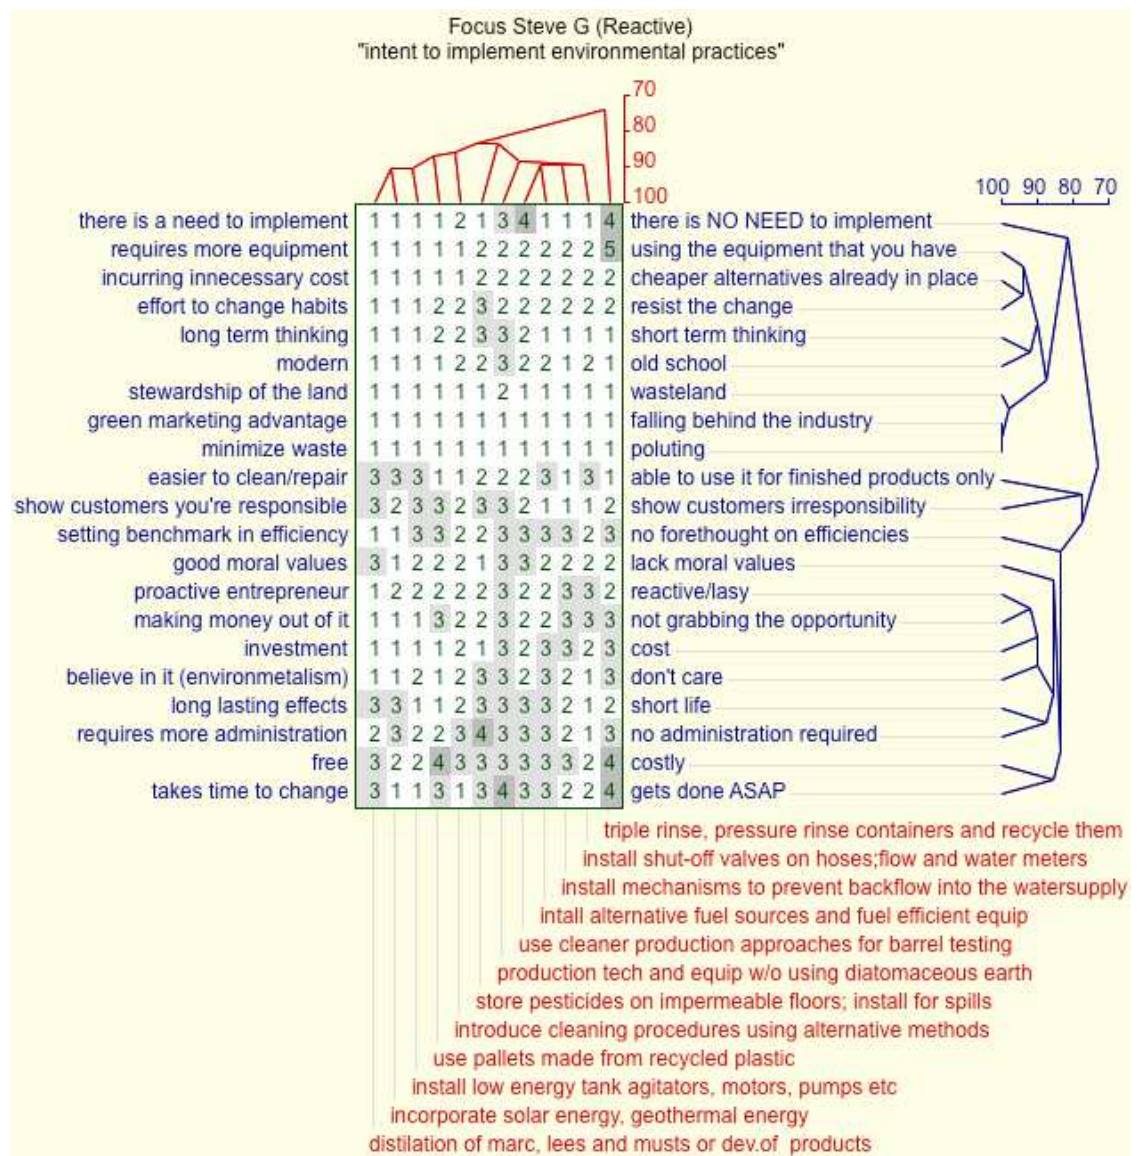 Focus Steve G (Reactive)
"intent to implement environmental practices"
70
80
90
100
100 90 80 70
there is a need to implement 1 1 1 1 2 1 3 4 1 1 1 4 there is NO NEED to implement
requires more equipment 1 1 1 1 1 2 2 2 2 2 2 5 using the equipment that you have
incurring innecessary cost 1 1 1 1 1 2 2 2 2 2 2 2 cheaper alternatives already in place
effort to change habits 1 1 1 2 2 3 2 2 2 2 2 2 resist the change
long term thinking 1 1 1 2 2 3 3 2 1 1 1 1 short term thinking
modern 1 1 1 1 2 2 3 2 2 1 2 1 old school
stewardship of the land 1 1 1 1 1 1 2 1 1 1 1 1 wasteland
green marketing advantage 1 1 1 1 1 1 1 1 1 1 1 1 falling behind the industry
minimize waste 1 1 1 1 1 1 1 1 1 1 1 1 poluting
easier to clean/repair 3 3 3 1 1 2 2 2 3 1 3 1 able to use it for finished products only
show customers you're responsible 3 2 3 3 2 3 3 2 1 1 1 2 show customers irresponsibility
setting benchmark in efficiency 1 1 3 3 2 2 3 3 3 3 2 3 no forethought on efficiencies
good moral values 3 1 2 2 2 1 3 3 2 2 2 2 lack moral values
proactive entrepreneur 1 2 2 2 2 2 3 2 2 3 3 2 reactive/lasy
making money out of it 1 1 1 3 2 2 3 2 2 3 3 3 not grabbing the opportunity
investment 1 1 1 1 2 1 3 2 3 3 2 3 cost
believe in it (environmetalism) 1 1 2 1 2 3 3 2 3 2 1 3 don't care
long lasting effects 3 3 1 1 2 3 3 3 3 2 1 2 short life
requires more administration 2 3 2 2 3 4 3 3 3 2 1 3 no administration required
free 3 2 2 4 3 3 3 3 3 3 2 4 costly
takes time to change 3 1 1 3 1 3 4 3 3 2 2 4 gets done ASAP
triple rinse, pressure rinse containers and recycle them
install shut-off valves on hoses;flow and water meters
install mechanisms to prevent backflow into the watersupply
intall alternative fuel sources and fuel efficient equip
use cleaner production approaches for barrel testing
production tech and equip w/o using diatomaceous earth
store pesticides on impermeable floors; install for spills
introduce cleaning procedures using alternative methods
use pallets made from recycled plastic
install low energy tank agitators, motors, pumps etc
incorporate solar energy, geothermal energy
distilation of marc, lees and musts or dev.of products